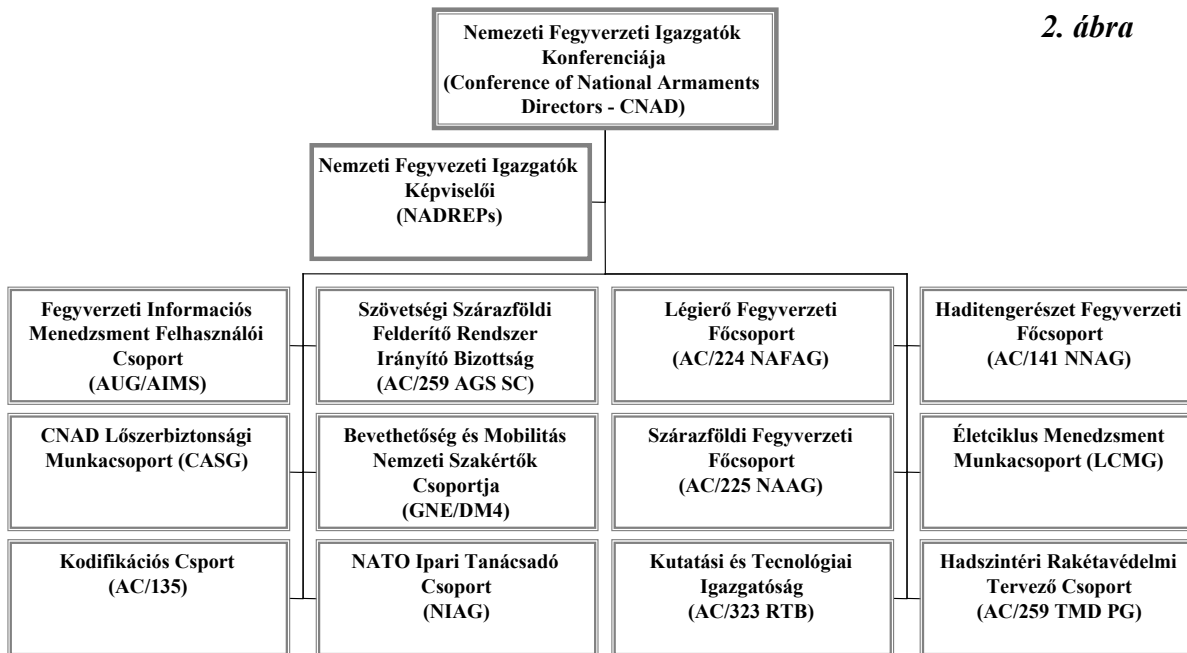 2. ábra
Nemezeti Fegyverzeti Igazgatók
Konferenciája
(Conference of National Armaments
Directors - CNAD)
Nemzeti Fegyvezeti Igazgatók
Képviselői
(NADREPs)
Fegyverzeti Informaciós
Menedzsment Felhasználói
Csoport
(AUG/AIMS)
Szövetségi Szárazföldi
Felderítő Rendszer
Irányító Bizottság
(AC/259 AGS SC)
Légierő Fegyverzeti
Főcsoport
(AC/224 NAFAG)
Haditengerészet Fegyverzeti
Főcsoport
(AC/141 NNAG)
CNAD Lőszerbiztonsági
Munkacsoport (CASG)
Bevethetőség és Mobilitás
Nemzeti Szakértők
Csoportja
(GNE/DM4)
Szárazföldi Fegyverzeti
Főcsoport
(AC/225 NAAG)
Életciklus Menedzsment
Munkacsoport (LCMG)
Kodifikációs Csport
(AC/135)
NATO Ipari Tanácsadó
Csoport
(NIAG)
Kutatási és Tecnológiai
Igazgatóság
(AC/323 RTB)
Hadszintéri Rakétavédelmi
Tervező Csoport
(AC/259 TMD PG)